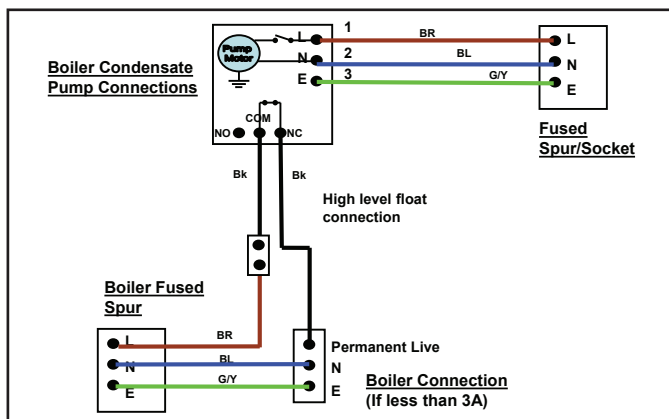 1
L
BR
L
Pump
Motor
Boiler Condensate
Pump Connections
N
2
BL
N
E
3
G/Y
E
COM
NO
NC
Fused
Spur/Socket
Bk
Bk
High level float
connection
Boiler Fused
Spur
L
BR
Permanent Live
N
BL
N
E
G/Y
E
Boiler Connection
(If less than 3A)